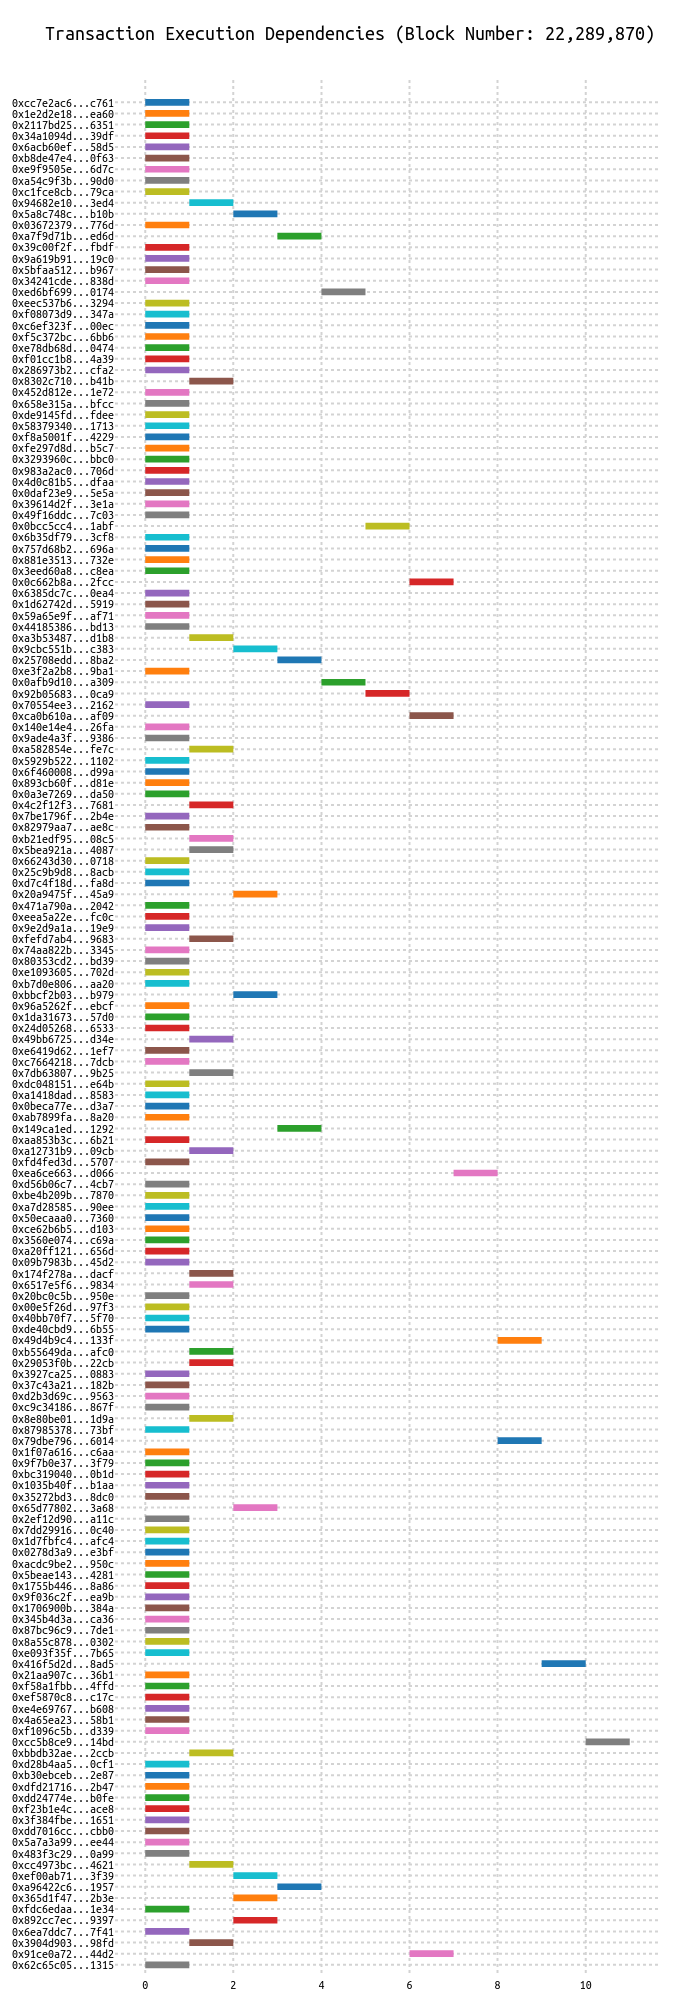 Transaction Execution Dependencies (Block Number: 22,289,870)
0xcc7e2ac6...c761
0x1e2d2e18...ea60
0x2117bd25...6351
0x34a1094d...39df
0x6acb60ef...58d5
0xb8de47e4...0f63
0xe9f9505e...6d7c
0xa54c9f3b...90d0
0xc1fce8cb...79ca
0x94682e10...3ed4
0x5a8c748c...b10b
0x03672379...776d
0xa7f9d71b...ed6d
0x39c00f2f...fbdf
0x9a619b91...19c0
0x5bfaa512...b967
0x34241cde...838d
0xed6bf699...0174
0xeec537b6...3294
0xf08073d9...347a
0xc6ef323f...00ec
0xf5c372bc...6bb6
0xe78db68d...0474
0xf01cc1b8...4a39
0x286973b2...cfa2
0x8302c710...b41b
0x452d812e...1e72
0x658e315a...bfcc
0xde9145fd...fdee
0x58379340...1713
0xf8a5001f...4229
0xfe297d8d...b5c7
0x3293960c...bbc0
0x983a2ac0...706d
0x4d0c81b5...dfaa
0x0daf23e9...5e5a
0x39614d2f...3e1a
0x49f16ddc...7c03
0x0bcc5cc4...1abf
0x6b35df79...3cf8
0x757d68b2...696a
0x881e3513...732e
0x3eed60a8...c8ea
0x0c662b8a...2fcc
0x6385dc7c...0ea4
0x1d62742d...5919
0x59a65e9f...af71
0x44185386...bd13
0xa3b53487...d1b8
0x9cbc551b...c383
0x25708edd...8ba2
0xe3f2a2b8...9ba1
0x0afb9d10...a309
0x92b05683...0ca9
0x70554ee3...2162
0xca0b610a...af09
0x140e14e4...26fa
0x9ade4a3f...9386
0xa582854e...fe7c
0x5929b522...1102
0x6f460008...d99a
0x893cb60f...d81e
0x0a3e7269...da50
0x4c2f12f3...7681
0x7be1796f...2b4e
0x82979aa7...ae8c
0xb21edf95...08c5
0x5bea921a...4087
0x66243d30...0718
0x25c9b9d8...8acb
0xd7c4f18d...fa8d
0x20a9475f...45a9
0x471a790a...2042
0xeea5a22e...fc0c
0x9e2d9a1a...19e9
0xfefd7ab4...9683
0x74aa822b...3345
0x80353cd2...bd39
0xe1093605...702d
0xb7d0e806...aa20
0xbbcf2b03...b979
0x96a5262f...ebcf
0x1da31673...57d0
0x24d05268...6533
0x49bb6725...d34e
0xe6419d62...1ef7
0xc7664218...7dcb
0x7db63807...9b25
0xdc048151...e64b
0xa1418dad...8583
0x0beca77e...d3a7
0xab7899fa...8a20
0x149ca1ed...1292
0xaa853b3c...6b21
0xa12731b9...09cb
0xfd4fed3d...5707
0xea6ce663...d066
0xd56b06c7...4cb7
0xbe4b209b...7870
0xa7d28585...90ee
0x50ecaaa0...7360
0xce62b6b5...d103
0x3560e074...c69a
0xa20ff121...656d
0x09b7983b...45d2
0x174f278a...dacf
0x6517e5f6...9834
0x20bc0c5b...950e
0x00e5f26d...97f3
0x40bb70f7...5f70
0xde40cbd9...6b55
0x49d4b9c4...133f
0xb55649da...afc0
0x29053f0b...22cb
0x3927ca25...0883
0x37c43a21...182b
0xd2b3d69c...9563
0xc9c34186...867f
0x8e80be01...1d9a
0x87985378...73bf
0x79dbe796...6014
0x1f07a616...c6aa
0x9f7b0e37...3f79
0xbc319040...0b1d
0x1035b40f...b1aa
0x35272bd3...8dc0
0x65d77802...3a68
0x2ef12d90...a11c
0x7dd29916...0c40
0x1d7fbfc4...afc4
0x0278d3a9...e3bf
0xacdc9be2...950c
0x5beae143...4281
0x1755b446...8a86
0x9f036c2f...ea9b
0x1706900b...384a
0x345b4d3a...ca36
0x87bc96c9...7de1
0x8a55c878...0302
0xe093f35f...7b65
0x416f5d2d...8ad5
0x21aa907c...36b1
0xf58a1fbb...4ffd
0xef5870c8...c17c
0xe4e69767...b608
0x4a65ea23...58b1
0xf1096c5b...d339
0xcc5b8ce9...14bd
0xbbdb32ae...2ccb
0xd28b4aa5...0cf1
0xb30ebceb...2e87
0xdfd21716...2b47
0xdd24774e...b0fe
0xf23b1e4c...ace8
0x3f384fbe...1651
0xdd7016cc...cbb0
0x5a7a3a99...ee44
0x483f3c29...0a99
0xcc4973bc...4621
0xef00ab71...3f39
0xa96422c6...1957
0x365d1f47...2b3e
0xfdc6edaa...1e34
0x892cc7ec...9397
0x6ea7ddc7...7f41
0x3904d903...98fd
0x91ce0a72...44d2
0x62c65c05...1315
0 2 4 6 8 10